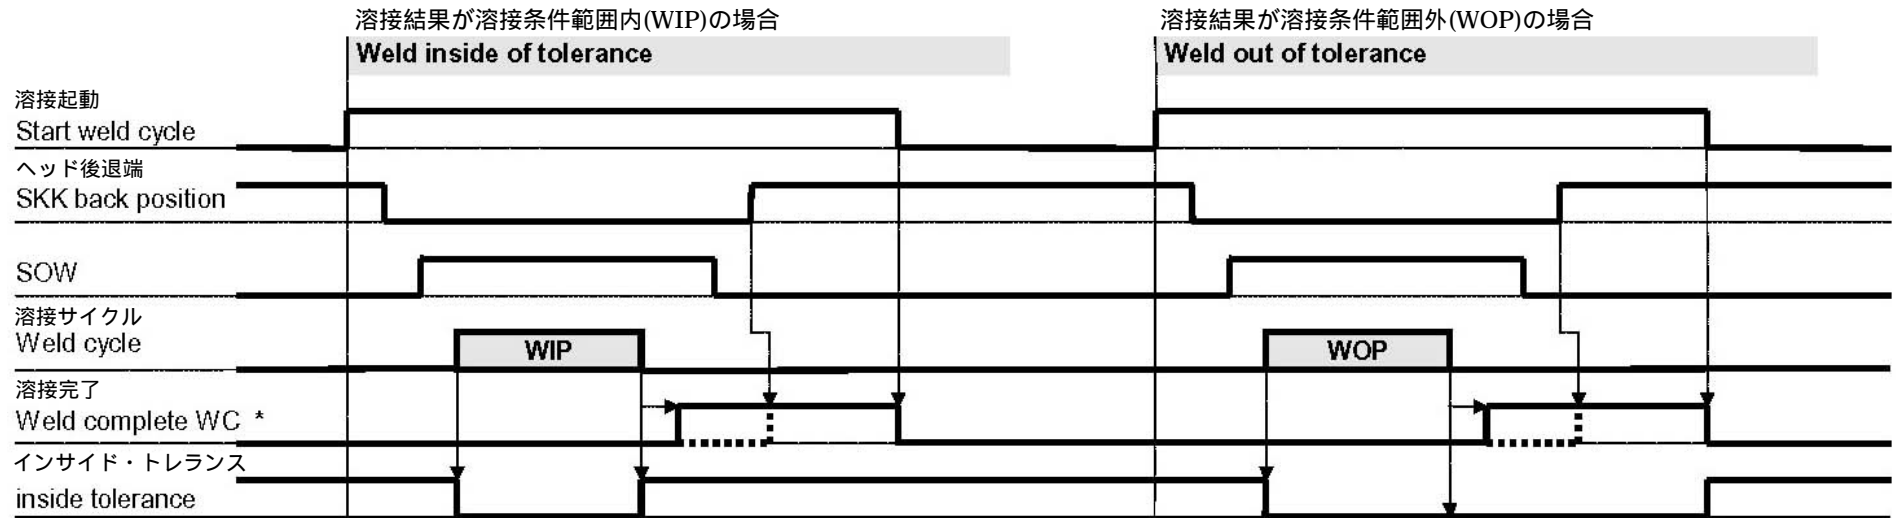 溶接結果が溶接条件範囲内(WIP)の場合
溶接結果が溶接条件範囲外(WOP)の場合
Weld inside of tolerance
Weld out of tolerance
溶接起動
Start weld cycle
ヘッド後退端
SKK back position
SOW
溶接サイクル
Weld cycle
WIP
WOP
溶接完了
Weld complete WC *
インサイド・トレランス
inside tolerance